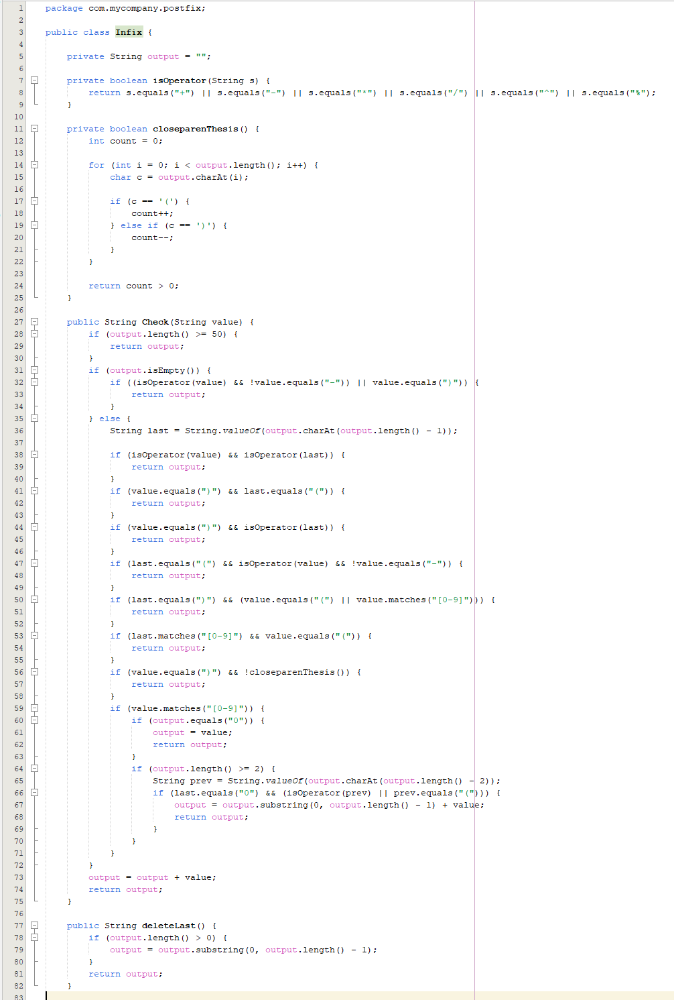 1 package com.mycompany.postfix;
2
3 public class Infix {
4
5     private String output = "";
6
7     private boolean isOperator(String s) {
8         return s.equals("+") || s.equals("-") || s.equals("*") || s.equals("/") || s.equals("^") || s.equals("%");
9     }
10
11     private boolean closeparenThesis() {
12         int count = 0;
13
14         for (int i = 0; i < output.length(); i++) {
15             char c = output.charAt(i);
16
17             if (c == '(') {
18                 count++;
19             } else if (c == ')') {
20                 count--;
21             }
22         }
23
24         return count > 0;
25     }
26
27     public String Check(String value) {
28         if (output.length() >= 50) {
29             return output;
30         }
31         if (output.isEmpty()) {
32             if ((isOperator(value) && !value.equals("-")) || value.equals(")")) {
33                 return output;
34             }
35         } else {
36             String last = String.valueOf(output.charAt(output.length() - 1));
37
38             if (isOperator(value) && isOperator(last)) {
39                 return output;
40             }
41             if (value.equals(")") && last.equals("(")) {
42                 return output;
43             }
44             if (value.equals(")") && isOperator(last)) {
45                 return output;
46             }
47             if (last.equals("(") && isOperator(value) && !value.equals("-")) {
48                 return output;
49             }
50             if (last.equals(")") && (value.equals("(") || value.matches("[0-9]"))) {
51                 return output;
52             }
53             if (last.matches("[0-9]") && value.equals("(")) {
54                 return output;
55             }
56             if (value.equals(")") && !closeparenThesis()) {
57                 return output;
58             }
59             if (value.matches("[0-9]")) {
60                 if (output.equals("0")) {
61                     output = value;
62                     return output;
63                 }
64                 if (output.length() >= 2) {
65                     String prev = String.valueOf(output.charAt(output.length() - 2));
66                     if (last.equals("0") && (isOperator(prev) || prev.equals("("))) {
67                         output = output.substring(0, output.length() - 1) + value;
68                         return output;
69                     }
70                 }
71             }
72         }
73         output = output + value;
74         return output;
75     }
76
77     public String deleteLast() {
78         if (output.length() > 0) {
79             output = output.substring(0, output.length() - 1);
80         }
81         return output;
82     }
83